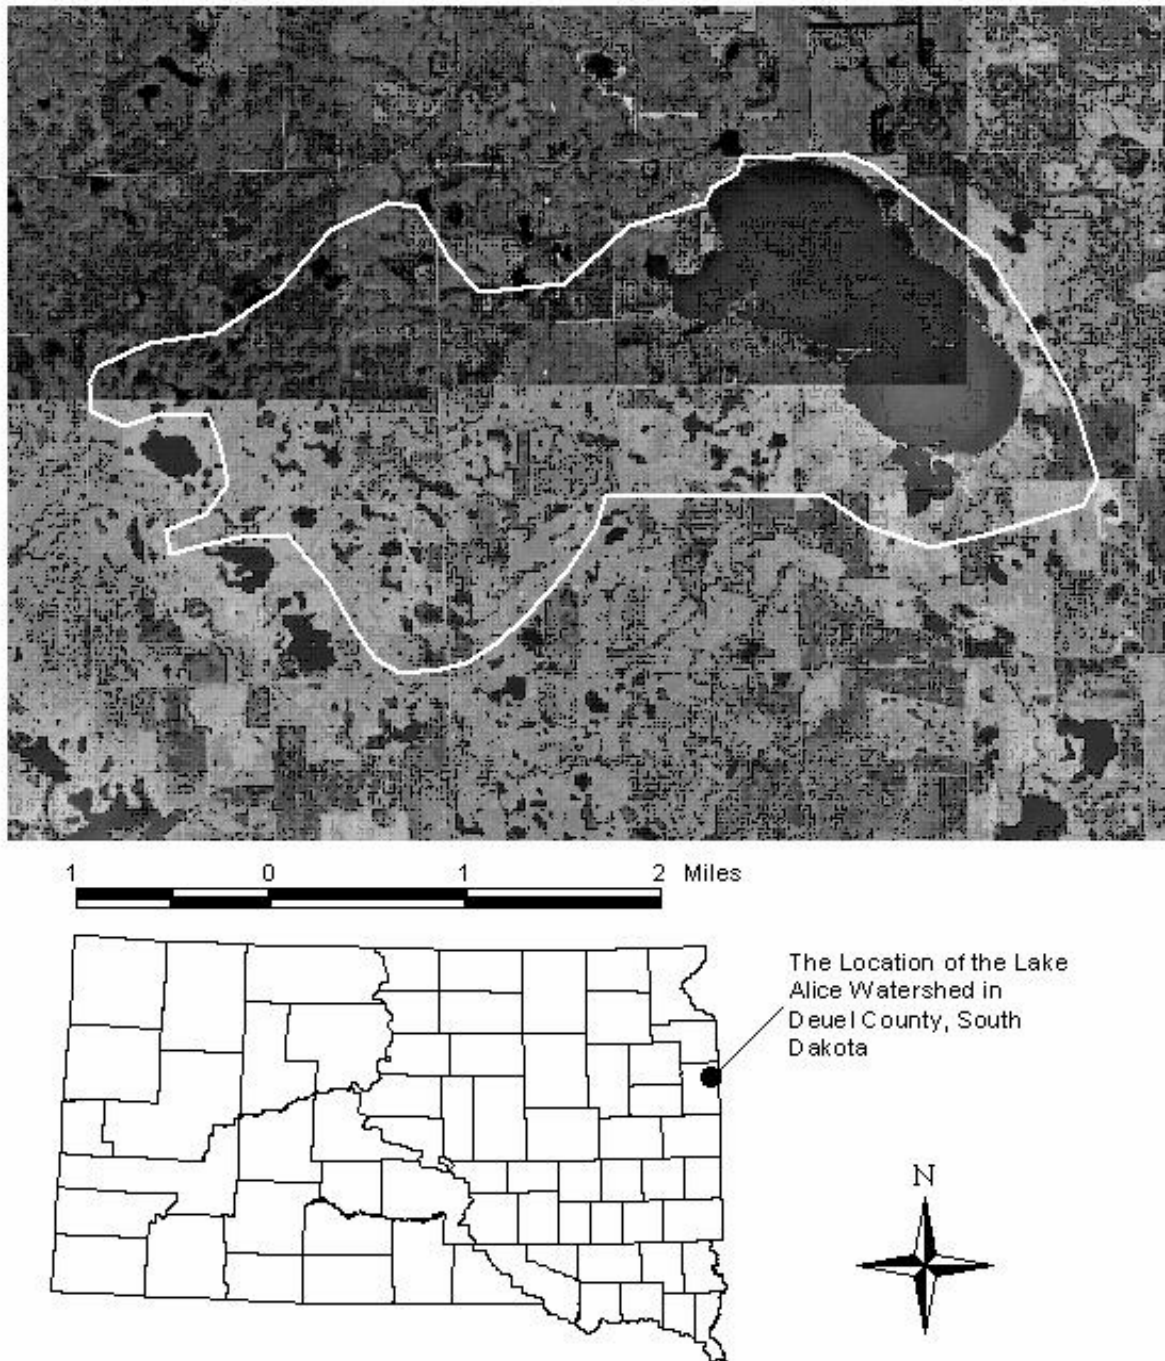 1 0 1 2 Miles
The Location of the Lake
Alice Watershed in
Deuel County, South
Dakota
N